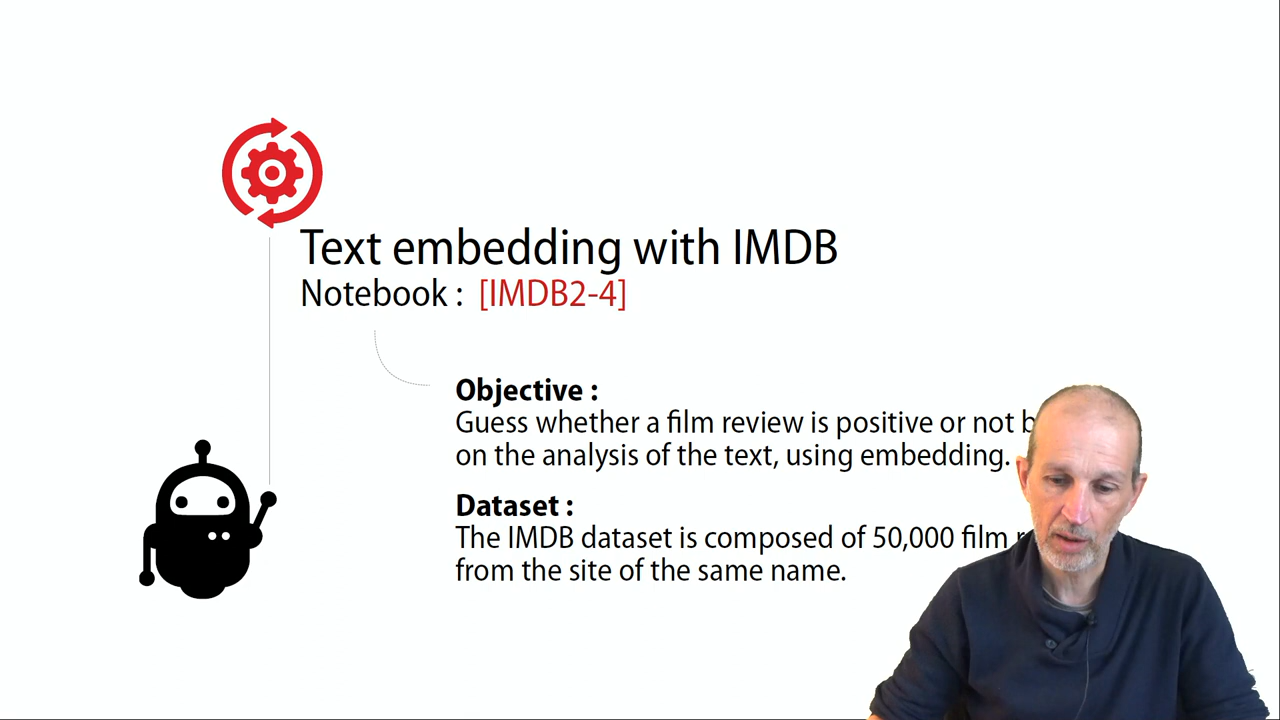 Text embedding with IMDB
Notebook : [IMDB2-4]
Objective :
Guess whether a film review is positive or not
on the analysis of the text, using embedding.
Dataset :
The IMDB dataset is composed of 50,000 film
from the site of the same name.